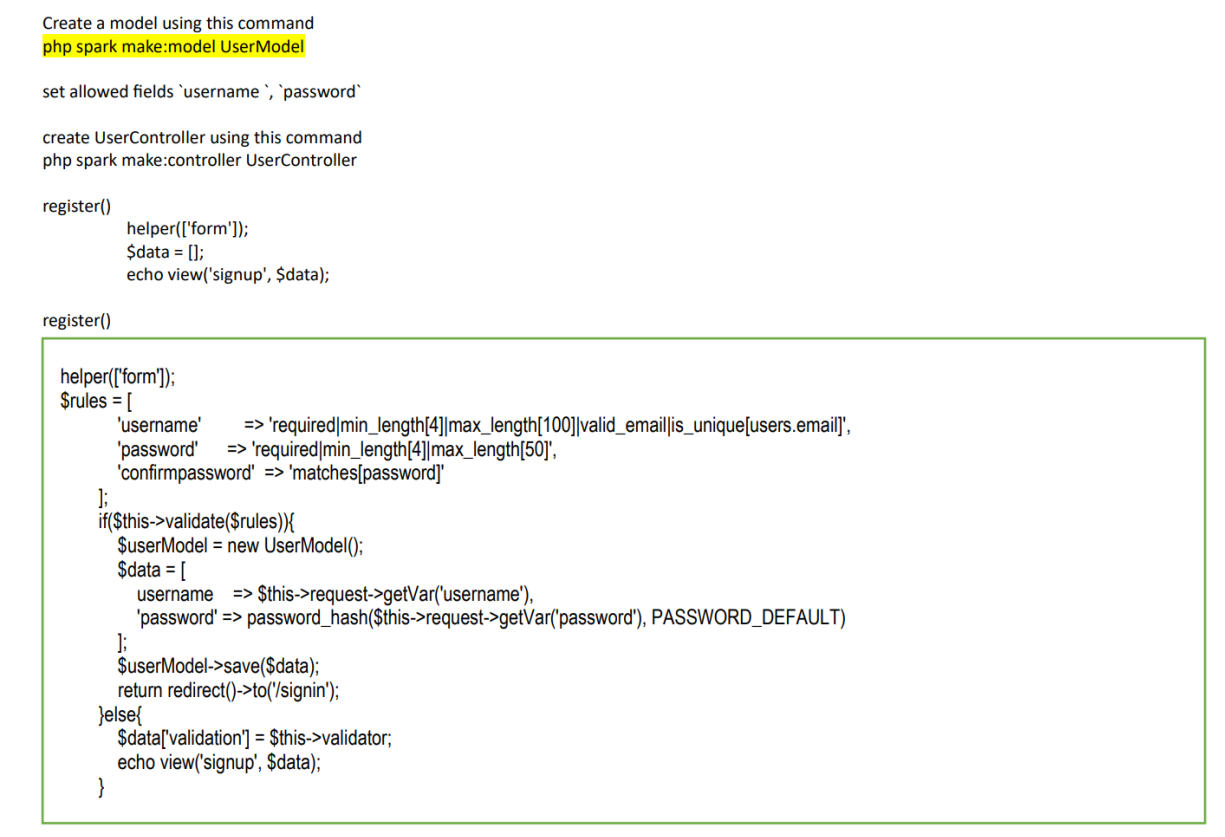 Create a model using this command
php spark make:model UserModel
set allowed fields `username `, `password`
create UserController using this command
php spark make:controller UserController
register()
helper(['form']);
$data = [];
echo view('signup', $data);
register()
helper(['form']);
$rules = [
'username' => 'required|min_length[4]|max_length[100]|valid_email|is_unique[users.email]',
'password' => 'required|min_length[4]|max_length[50]',
'confirmpassword' => 'matches[password]'
];
if($this->validate($rules)){
$userModel = new UserModel();
$data = [
username => $this->request->getVar('username'),
'password' => password_hash($this->request->getVar('password'), PASSWORD_DEFAULT)
];
$userModel->save($data);
return redirect()->to('/signin');
}else{
$data['validation'] = $this->validator;
echo view('signup', $data);
}